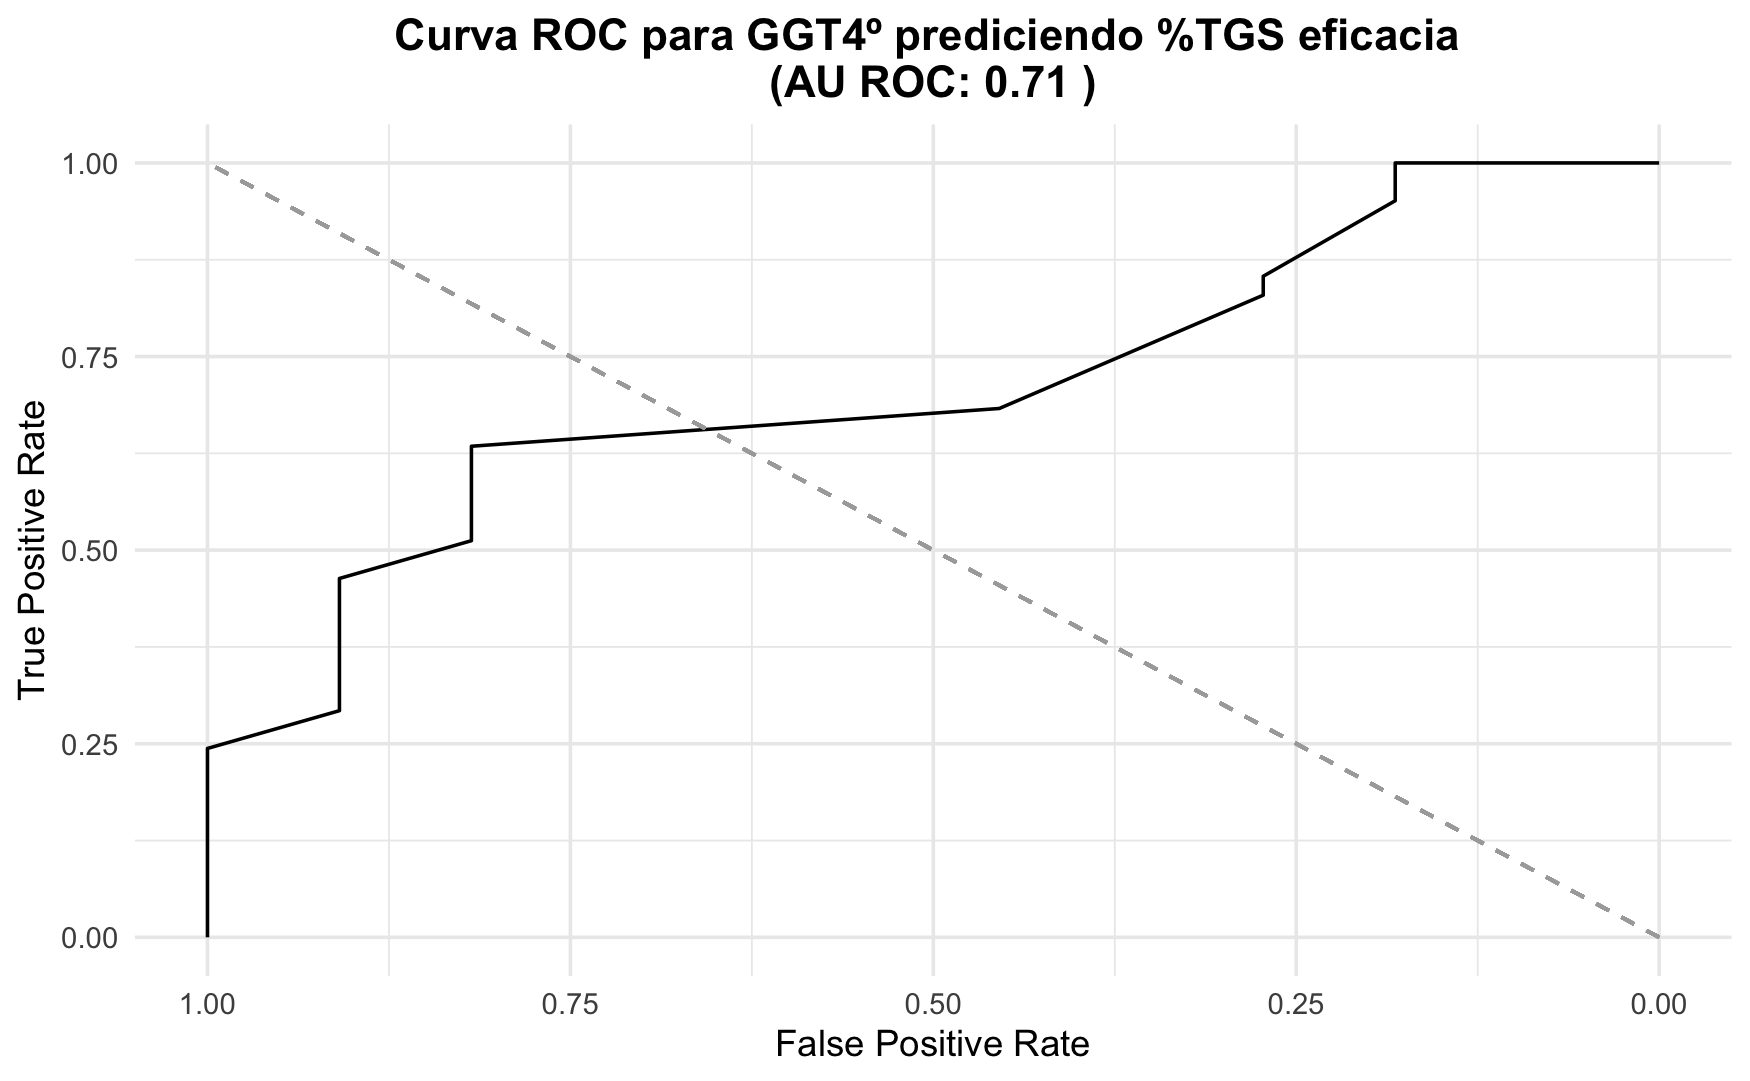 Curva ROC para GGT4º prediciendo %TGS eficacia
(AU ROC: 0.71 )
True Positive Rate
1.00
0.75
0.50
0.25
0.00
1.00 0.75 0.50 0.25 0.00
False Positive Rate